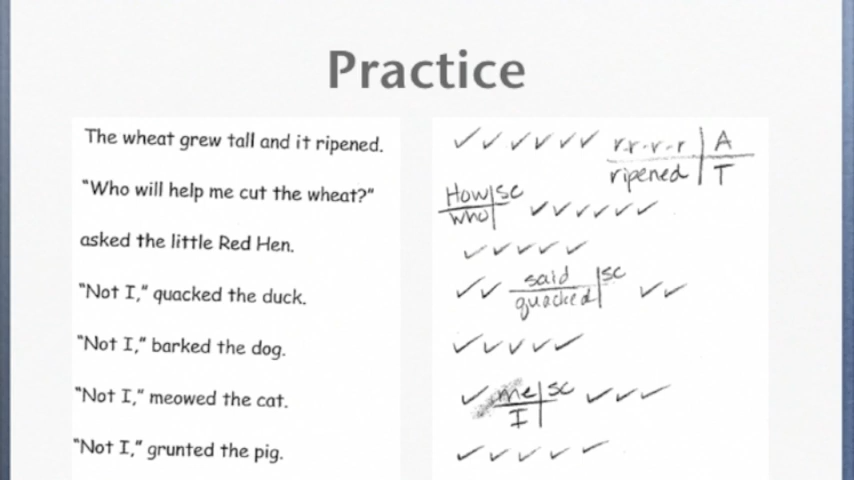 Practice
The wheat grew tall and it ripened.
"Who will help me cut the wheat?"
asked the little Red Hen.
"Not I," quacked the duck.
"Not I," barked the dog.
"Not I," meowed the cat.
"Not I," grunted the pig.
✓ ✓ ✓ ✓ ✓ ✓ r-r-r-r | A
ripened | T
How | SC
who | ✓ ✓ ✓ ✓ ✓ ✓
✓ ✓ ✓ ✓ ✓
✓ ✓ said | SC ✓ ✓
quacked |
✓ ✓ ✓ ✓ ✓
✓ me | SC ✓ ✓ ✓
I |
✓ ✓ ✓ ✓ ✓